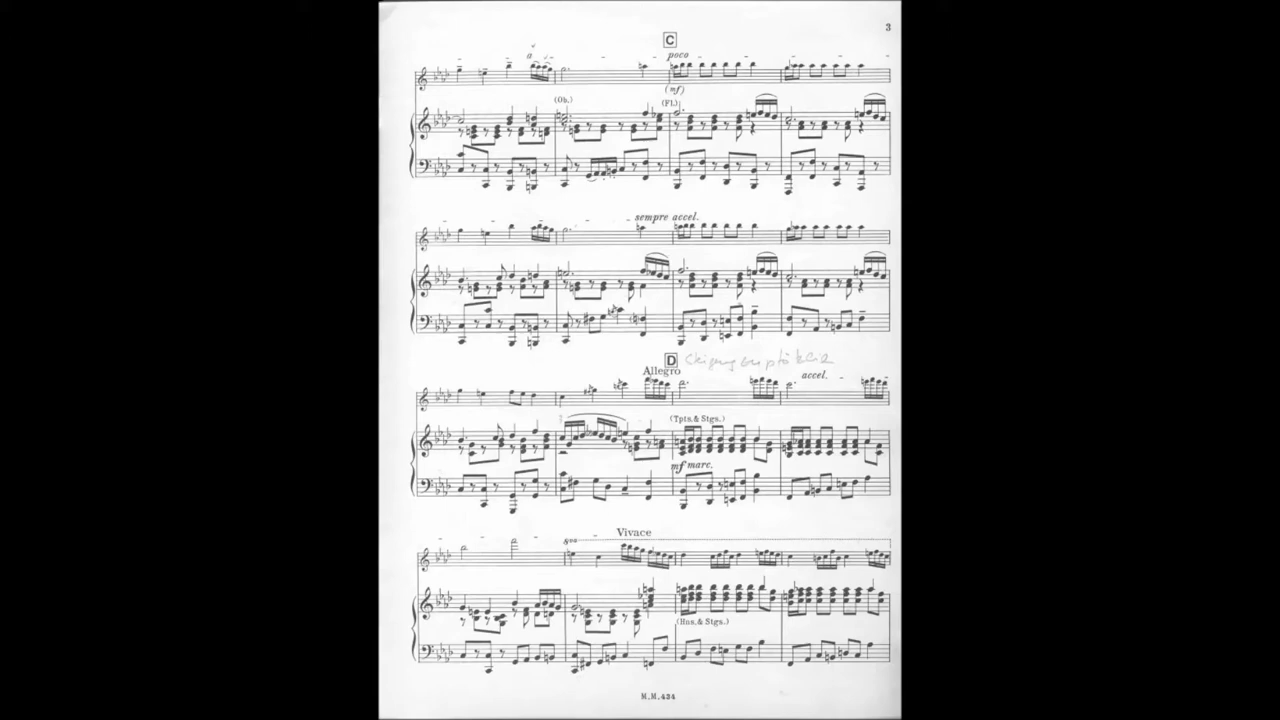 3
C
a
poco
(mf)
(Ob.)
(Fl.)
sempre accel.
D
Allegro
accel.
(Tpts.& Stgs.)
mf marc.
Vivace
8va
(Hns.& Stgs.)
M.M.434